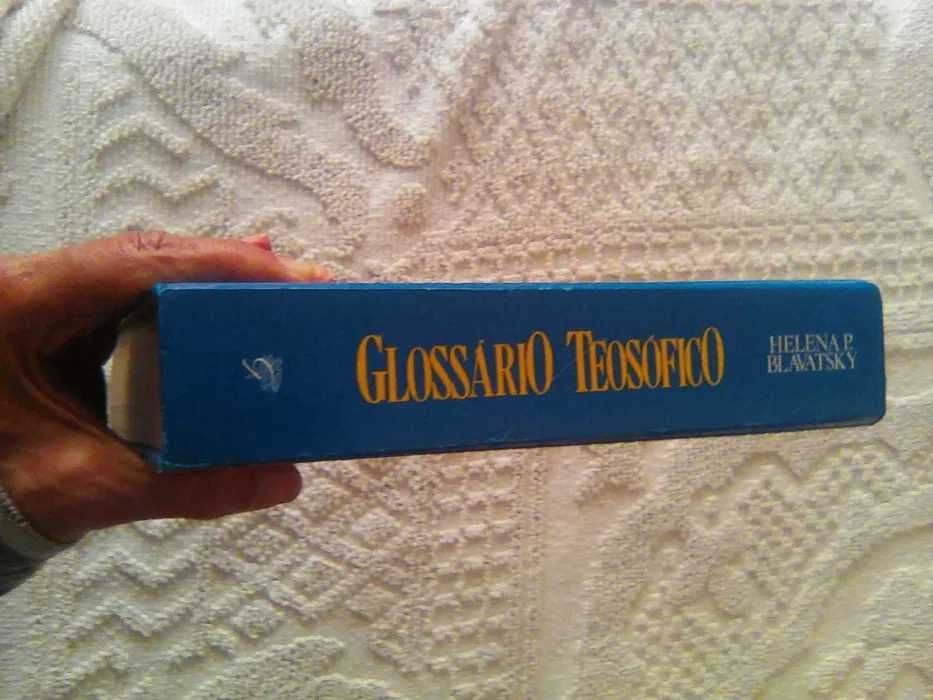 GLOSSÁRIO TEOSÓFICO
HELENA P.
BLAVATSKY